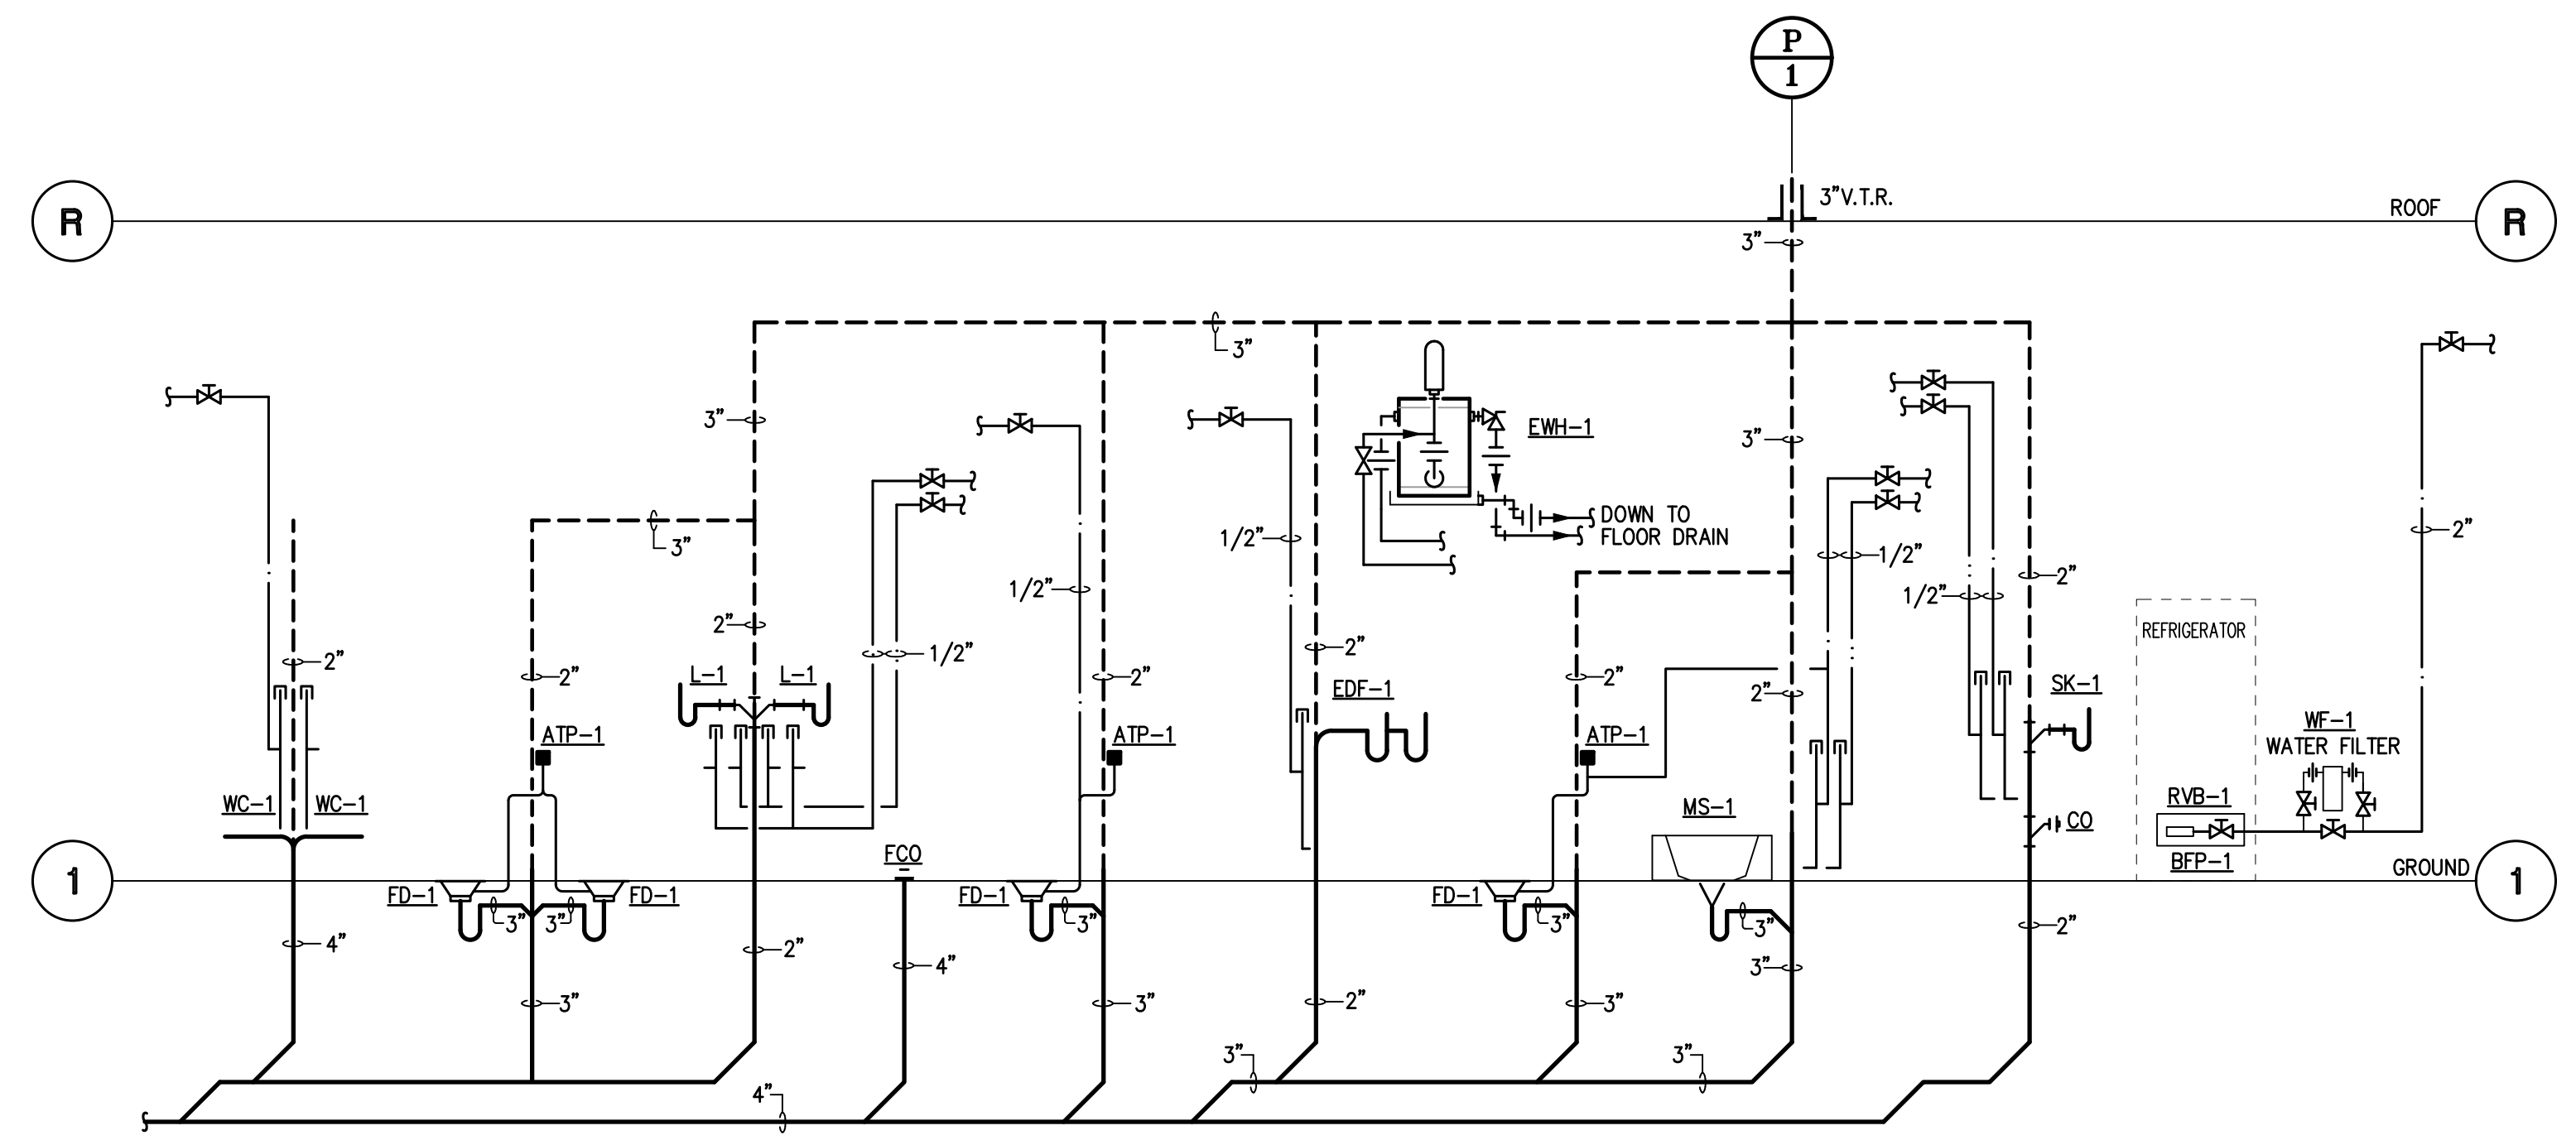 P
1
3"V.T.R.
ROOF
R
R
3"
3"
3"
3"
EWH-1
DOWN TO
FLOOR DRAIN
3"
1/2"
2"
1/2"
1/2"
2"
1/2"
1/2"
REFRIGERATOR
2"
2"
2"
2"
2"
2"
2"
L-1
L-1
EDF-1
2"
SK-1
ATP-1
ATP-1
ATP-1
WF-1
WATER FILTER
WC-1
WC-1
MS-1
RVB-1
CO
FCO
BFP-1
GROUND
1
1
FD-1
3"
3"
FD-1
FD-1
3"
FD-1
3"
3"
2"
4"
2"
4"
3"
3"
3"
2"
3"
3"
3"
4"